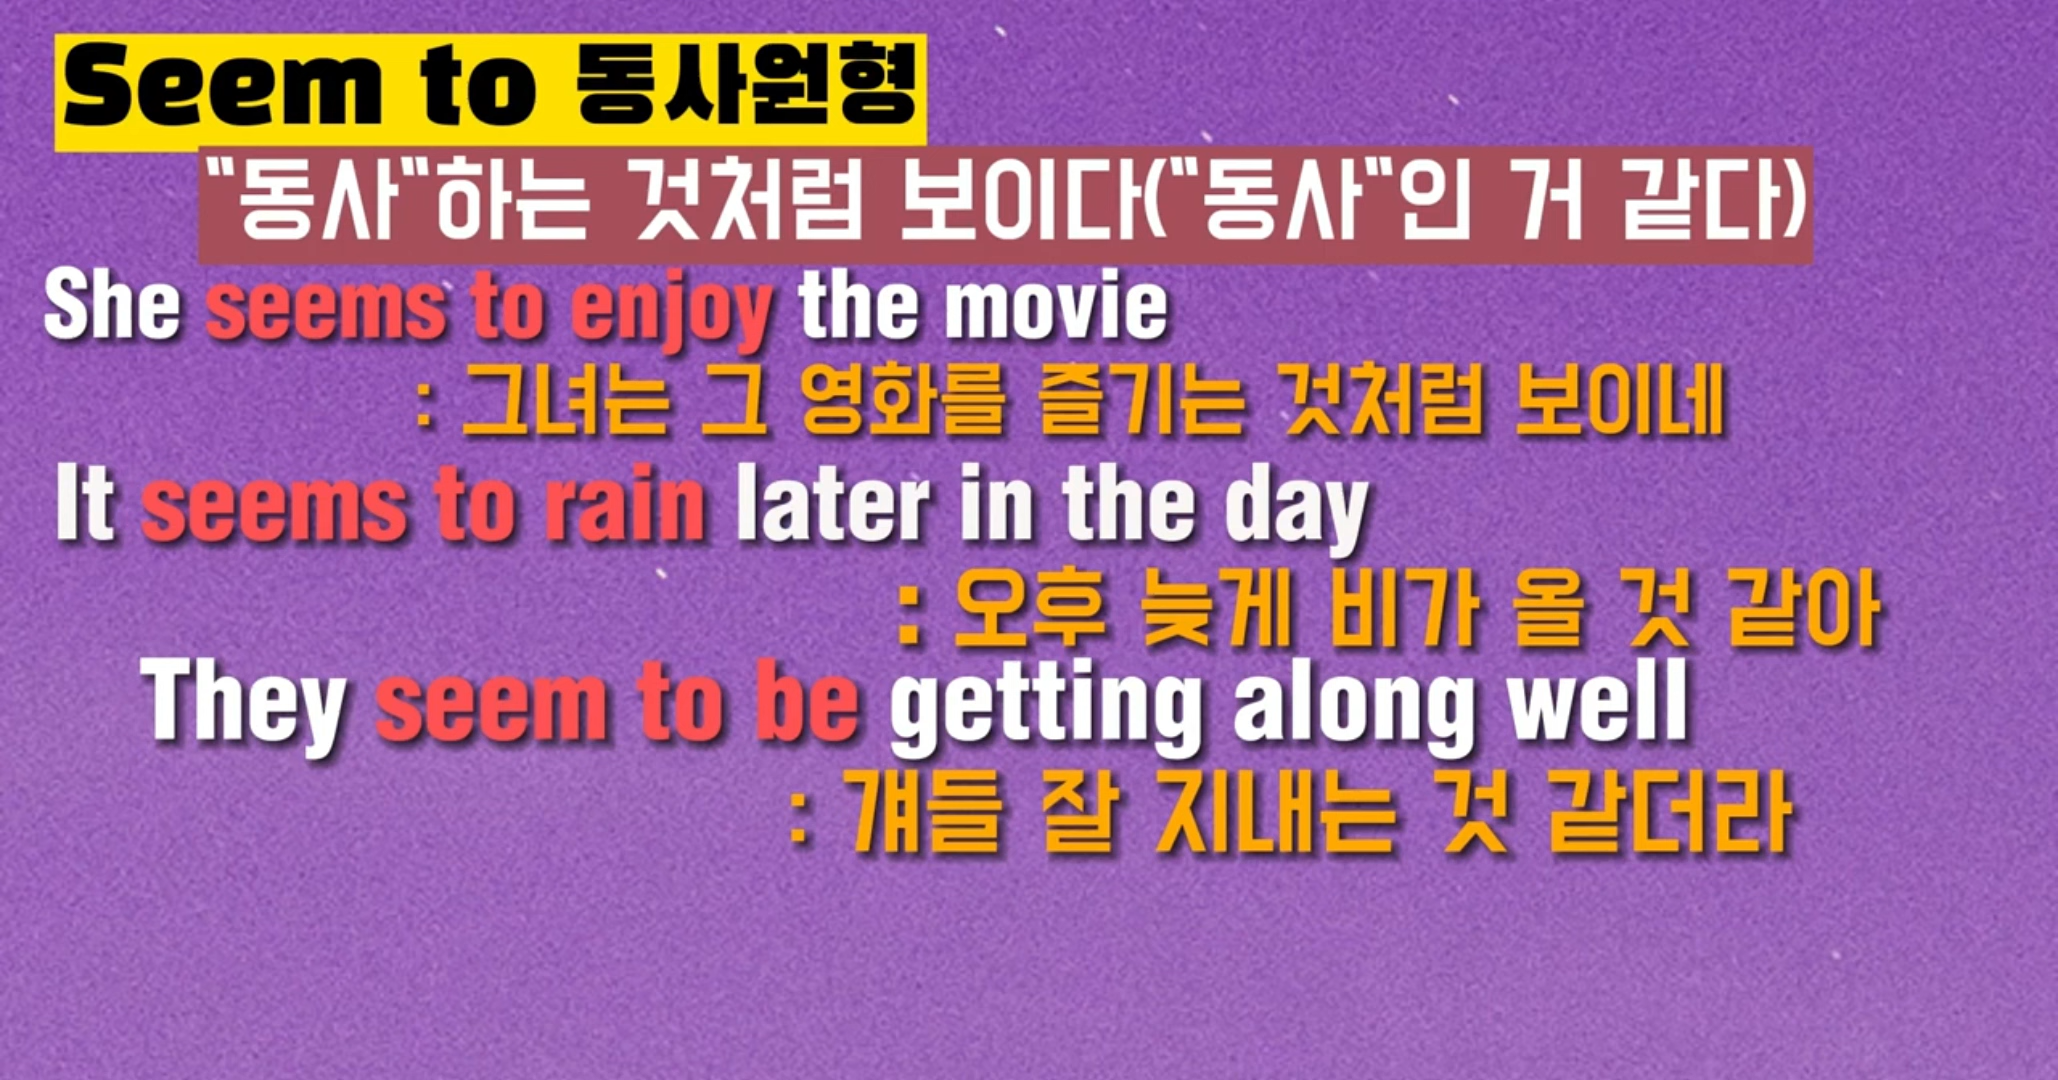 Seem to 동사원형
"동사"하는 것처럼 보이다("동사"인 거 같다)
She seems to enjoy the movie
: 그녀는 그 영화를 즐기는 것처럼 보이네
It seems to rain later in the day
: 오후 늦게 비가 올 것 같아
They seem to be getting along well
: 걔들 잘 지내는 것 같더라